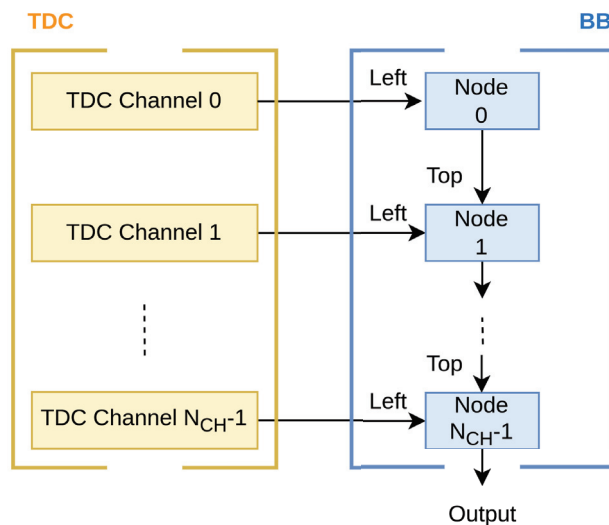 TDC
BB
TDC Channel 0
Left
Node
0
Top
TDC Channel 1
Left
Node
1
Top
TDC Channel N_CH-1
Left
Node
N_CH-1
Output